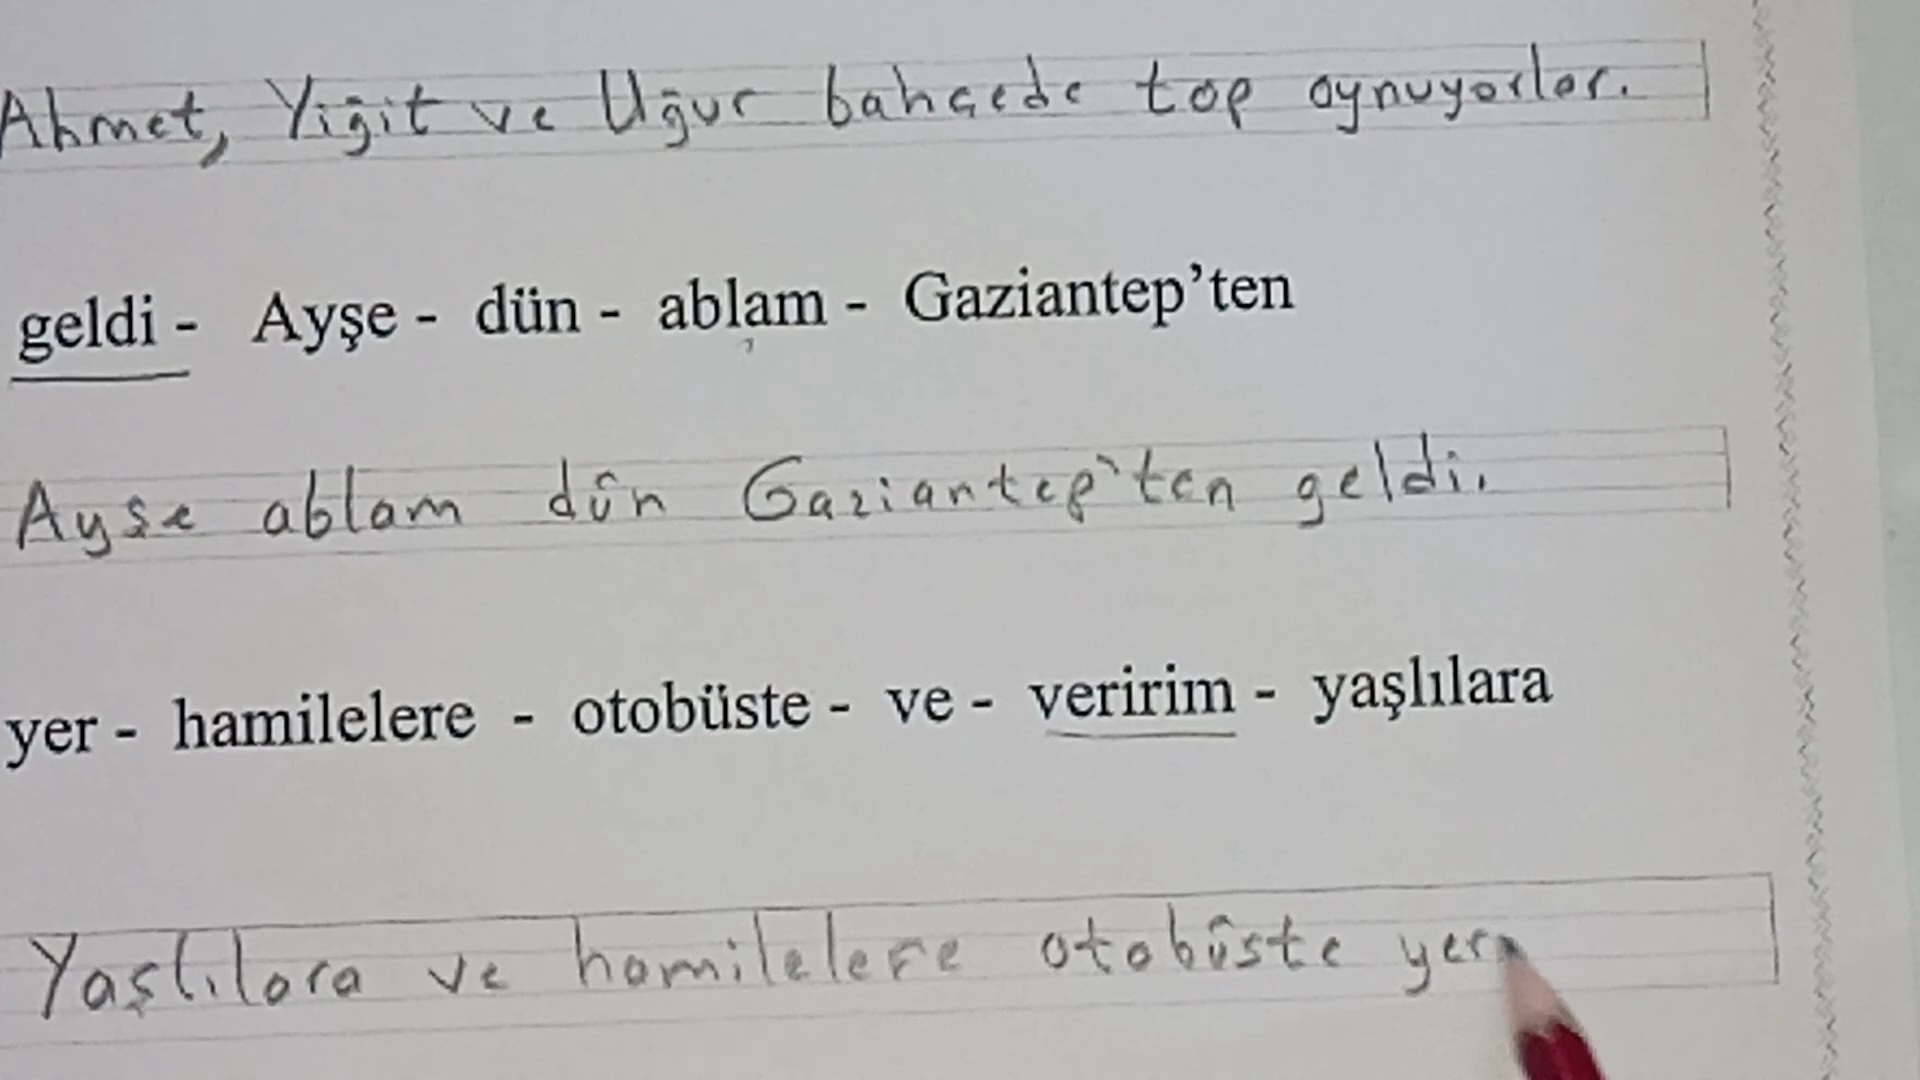 Ahmet, Yiğit ve Uğur bahçede top oynuyorlar.
geldi - Ayşe - dün - ablam - Gaziantep'ten
Ayşe ablam dün Gaziantep'ten geldi.
yer - hamilelere - otobüste - ve - veririm - yaşlılara
Yaşlılara ve hamilelere otobüste yer